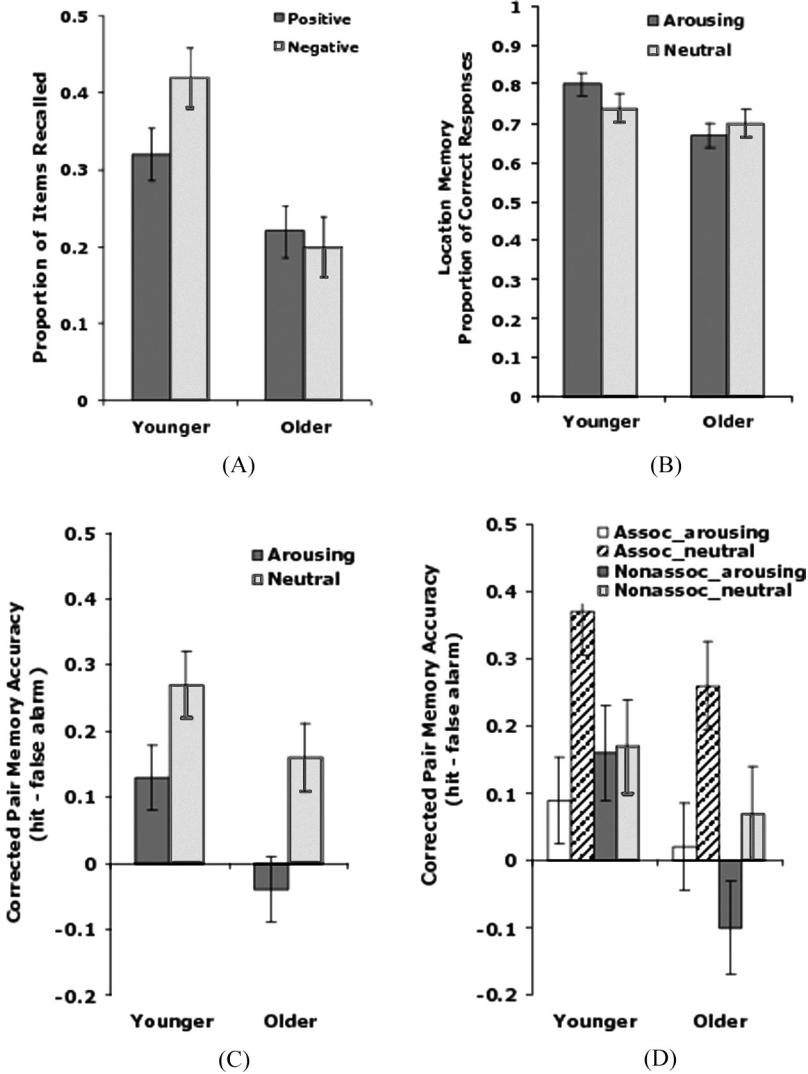 0.5
0.4
0.3
0.2
0.1
0
Proportion of Items Recalled
Positive
Negative
Younger
Older
(A)
1
0.9
0.8
0.7
0.6
0.5
0.4
0.3
0.2
0.1
0
Location Memory
Proportion of Correct Responses
Arousing
Neutral
Younger
Older
(B)
0.5
0.4
0.3
0.2
0.1
0
-0.1
-0.2
Corrected Pair Memory Accuracy
(hit - false alarm)
Arousing
Neutral
Younger
Older
(C)
0.5
0.4
0.3
0.2
0.1
0
-0.1
-0.2
Corrected Pair Memory Accuracy
(hit - false alarm)
Assoc_arousing
Assoc_neutral
Nonassoc_arousing
Nonassoc_neutral
Younger
Older
(D)